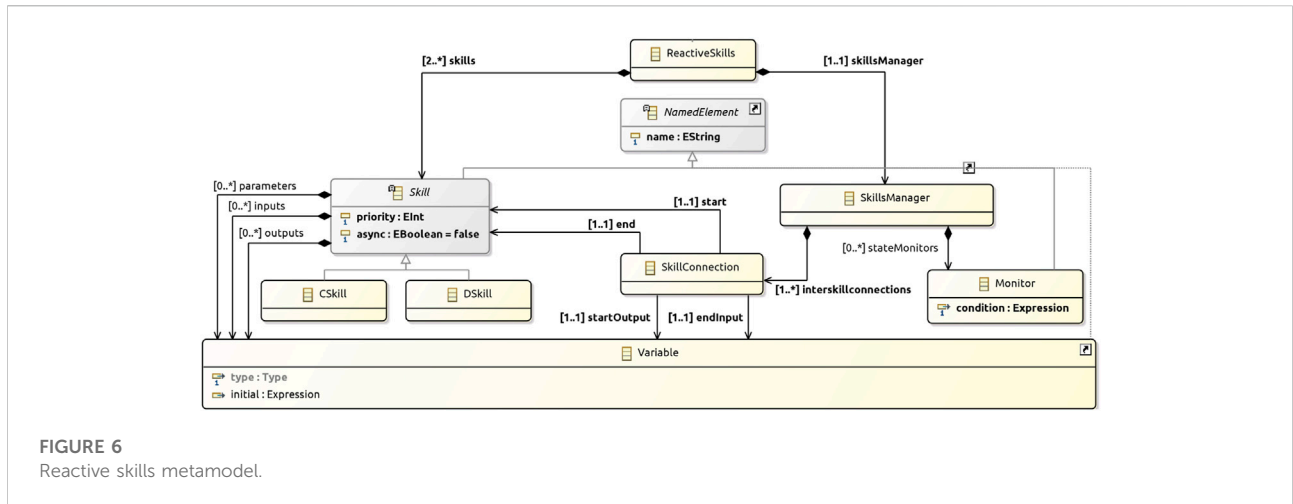 ReactiveSkills
[2..*] skills
[1..1] skillsManager
NamedElement
name : EString
[0..*] parameters
[0..*] inputs
[0..*] outputs
Skill
priority : EInt
async : EBoolean = false
[1..1] start
[1..1] end
SkillsManager
[0..*] stateMonitors
SkillConnection
[1..*] interskillconnections
Monitor
condition : Expression
CSkill
DSkill
[1..1] startOutput
[1..1] endInput
Variable
type : Type
initial : Expression
FIGURE 6
Reactive skills metamodel.